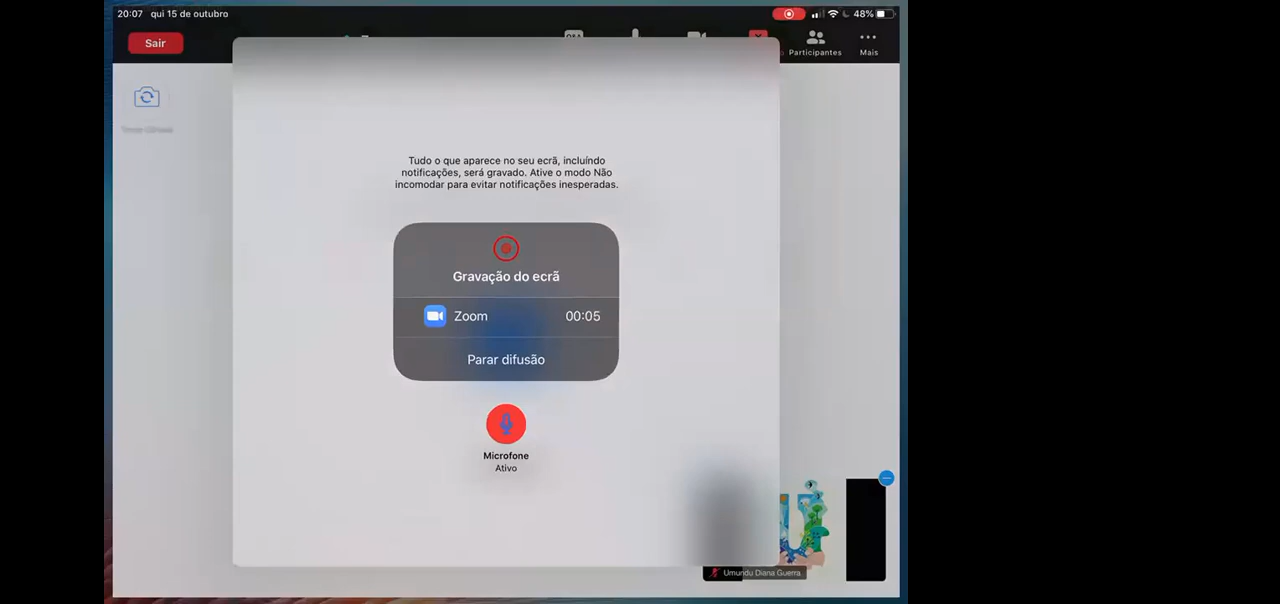 20:07 qui 15 de outubro
48%
Sair
Participantes
Mais
Tudo o que aparece no seu ecrã, incluíndo
notificações, será gravado. Ative o modo Não
incomodar para evitar notificações inesperadas.
Gravação do ecrã
Zoom 00:05
Parar difusão
Microfone
Ativo
Umundu Diana Guerra